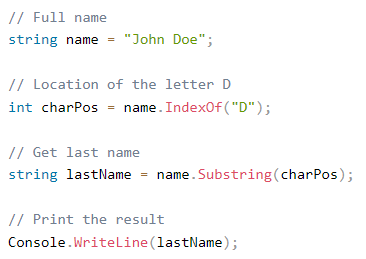 // Full name
string name = "John Doe";
// Location of the letter D
int charPos = name.IndexOf("D");
// Get last name
string lastName = name.Substring(charPos);
// Print the result
Console.WriteLine(lastName);